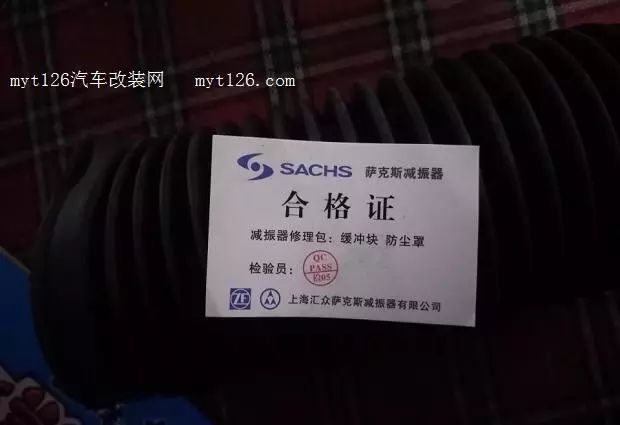 myt126汽车改装网 myt126.com
SACHS 萨克斯减振器
合格证
减振器修理包：缓冲块 防尘罩
检验员：
QC
PASS
ZF 上海汇众萨克斯减振器有限公司